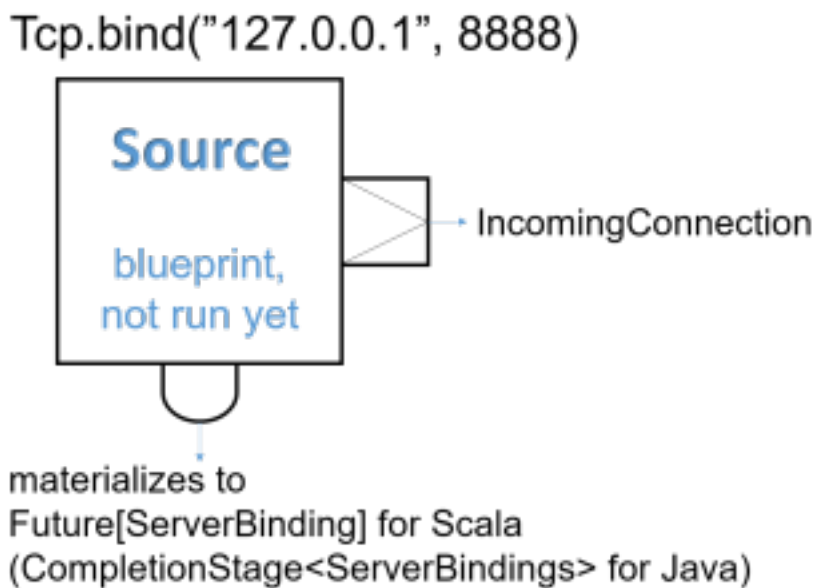 Tcp.bind(”127.0.0.1”, 8888)
Source
blueprint,
not run yet
IncomingConnection
materializes to
Future[ServerBinding] for Scala
(CompletionStage<ServerBindings> for Java)